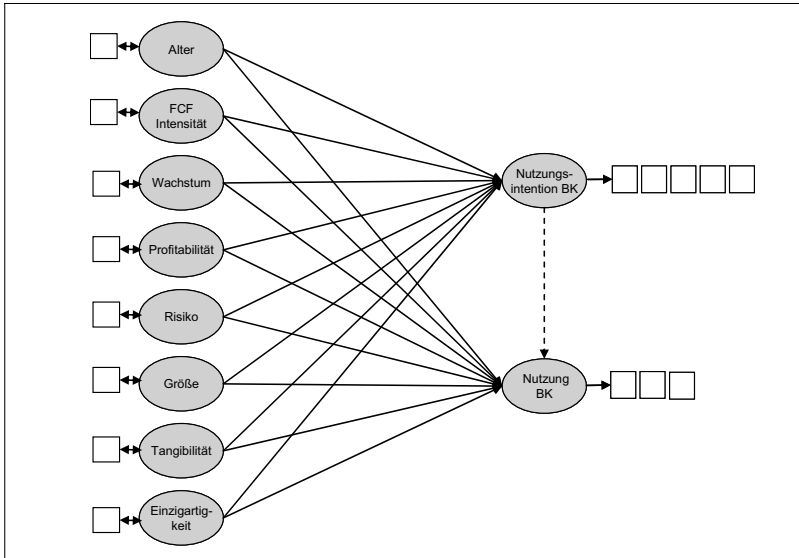 Alter
FCF
Intensität
Wachstum
Profitabilität
Risiko
Größe
Tangibilität
Einzigartig-
keit
Nutzungs-
intention BK
Nutzung
BK